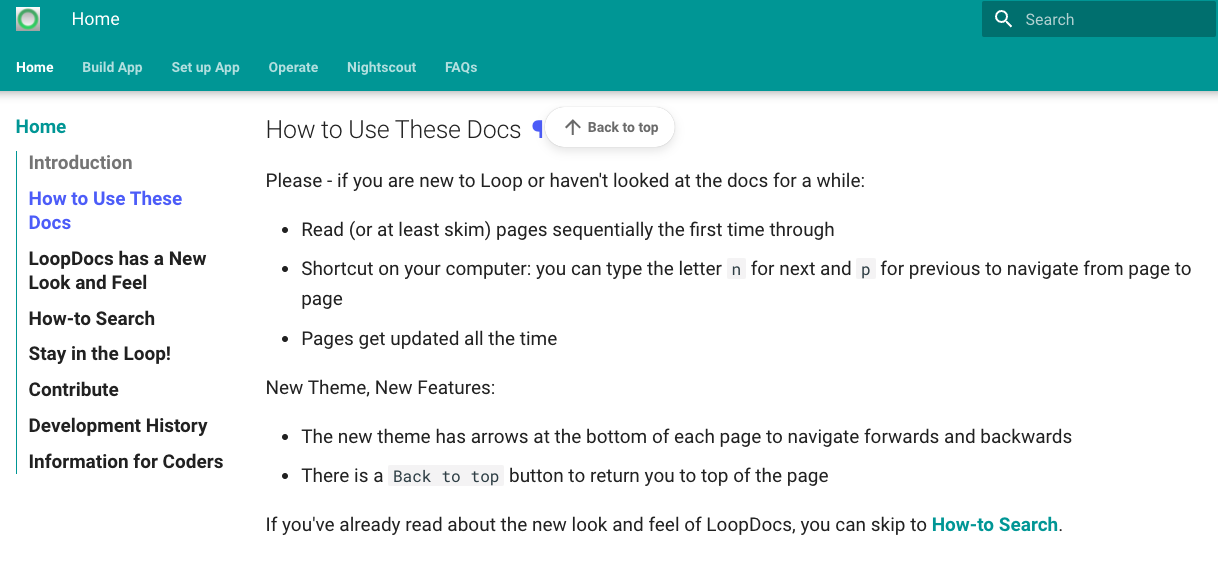 Home
Search
Home Build App Set up App Operate Nightscout FAQs
Home
Introduction
How to Use These
Docs
LoopDocs has a New
Look and Feel
How-to Search
Stay in the Loop!
Contribute
Development History
Information for Coders
How to Use These Docs ¶
Back to top
Please - if you are new to Loop or haven't looked at the docs for a while:
• Read (or at least skim) pages sequentially the first time through
• Shortcut on your computer: you can type the letter n for next and p for previous to navigate from page to
page
• Pages get updated all the time
New Theme, New Features:
• The new theme has arrows at the bottom of each page to navigate forwards and backwards
• There is a Back to top button to return you to top of the page
If you've already read about the new look and feel of LoopDocs, you can skip to How-to Search.